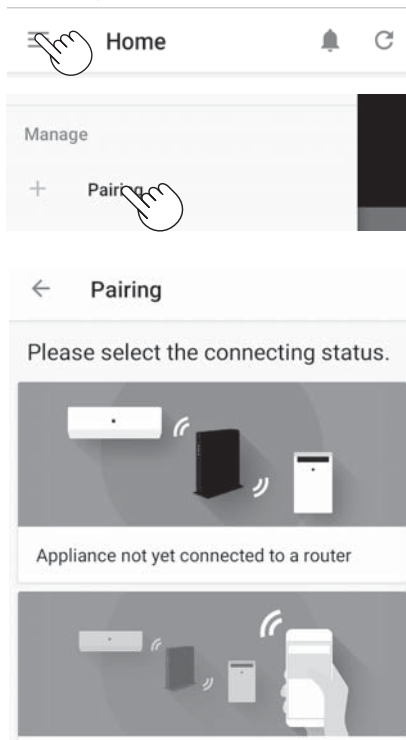 Home
Manage
Pairing
Pairing
Please select the connecting status.
Appliance not yet connected to a router